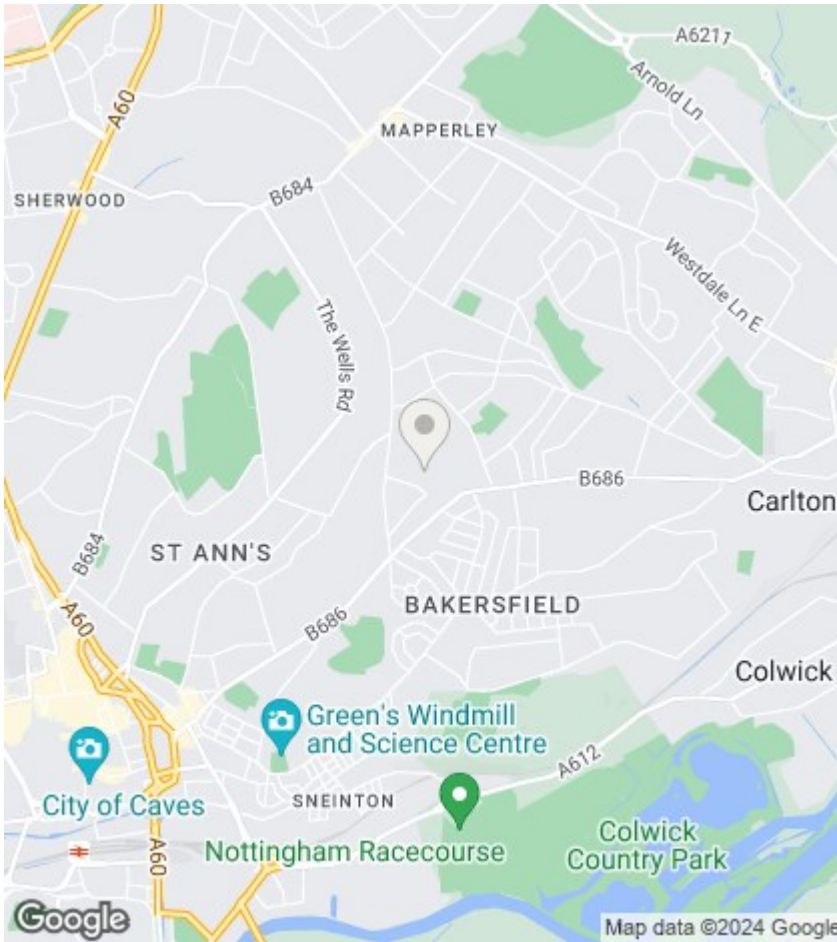 A6211
Arnold Ln
A60
MAPPERLEY
B684
SHERWOOD
Westdale Ln E
The Wells Rd
B686
Carlton
ST ANN'S
B684
BAKERSFIELD
A60
B686
Colwick
Green's Windmill
and Science Centre
A612
City of Caves
SNEINTON
A60
Nottingham Racecourse
Colwick
Country Park
Google
Map data ©2024 Google